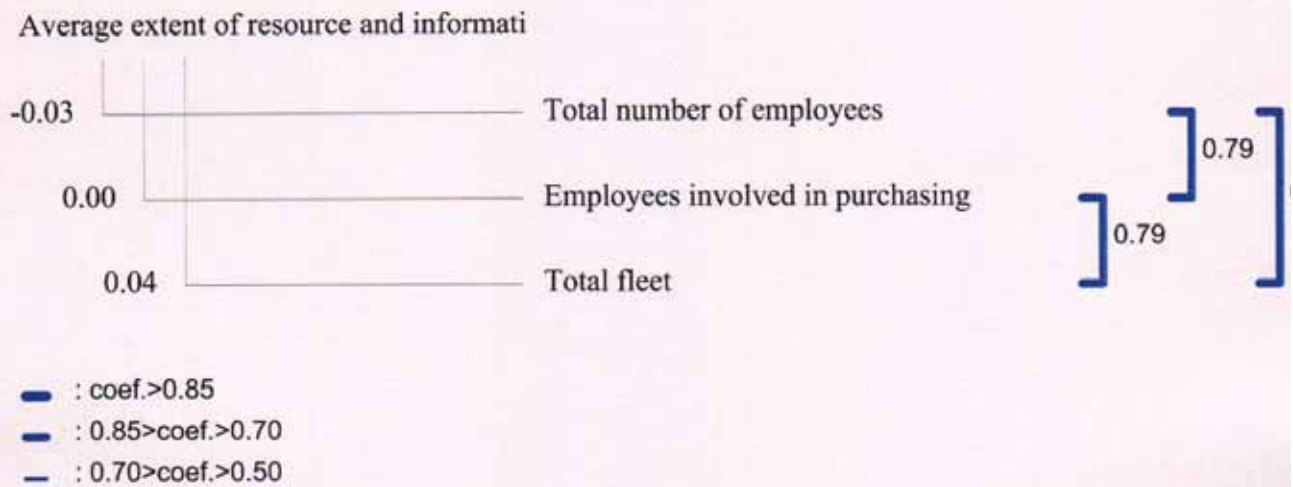 Average extent of resource and informati
-0.03 Total number of employees
0.79
0.00 Employees involved in purchasing
0.79
0.04 Total fleet
: coef.>0.85
: 0.85>coef.>0.70
: 0.70>coef.>0.50